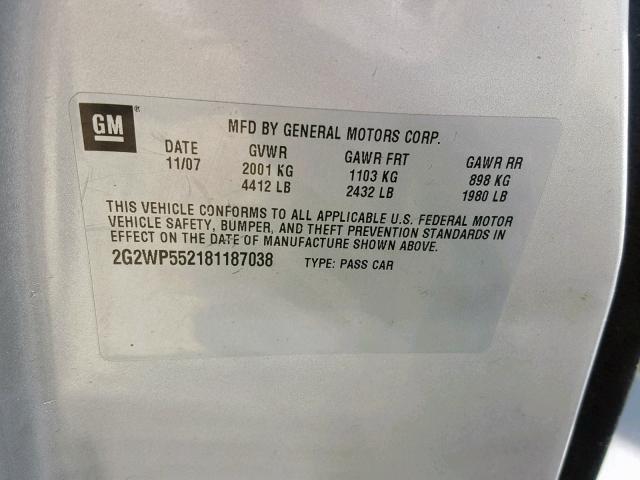 GM
MFD BY GENERAL MOTORS CORP.
DATE GVWR GAWR FRT GAWR RR
11/07 2001 KG 1103 KG 898 KG
4412 LB 2432 LB 1980 LB
THIS VEHICLE CONFORMS TO ALL APPLICABLE U.S. FEDERAL MOTOR
VEHICLE SAFETY, BUMPER, AND THEFT PREVENTION STANDARDS IN
EFFECT ON THE DATE OF MANUFACTURE SHOWN ABOVE.
2G2WP552181187038 TYPE: PASS CAR